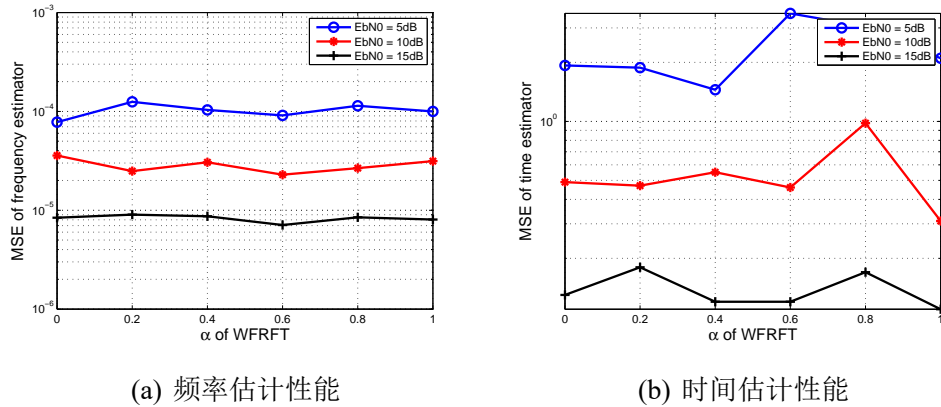 10⁻³
10⁻⁴
10⁻⁵
10⁻⁶
MSE of frequency estimator
EbN0 = 5dB
EbN0 = 10dB
EbN0 = 15dB
0 0.2 0.4 0.6 0.8 1
α of WFRFT
(a) 频率估计性能
10⁰
MSE of time estimator
EbN0 = 5dB
EbN0 = 10dB
EbN0 = 15dB
0 0.2 0.4 0.6 0.8 1
α of WFRFT
(b) 时间估计性能